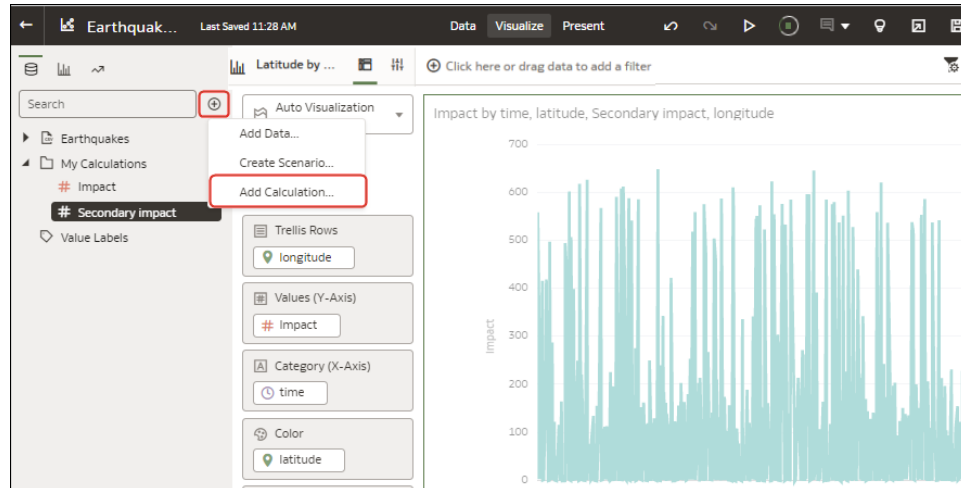 Earthquak... Last Saved 11:28 AM Data Visualize Present
Latitude by ... Click here or drag data to add a filter
Search
Auto Visualization
Add Data...
Create Scenario...
Add Calculation...
Earthquakes
My Calculations
# Impact
# Secondary impact
Value Labels
Trellis Rows
longitude
# Values (Y-Axis)
# Impact
A Category (X-Axis)
time
Color
latitude
Impact by time, latitude, Secondary impact, longitude
700
600
500
400
300
200
100
0
Impact